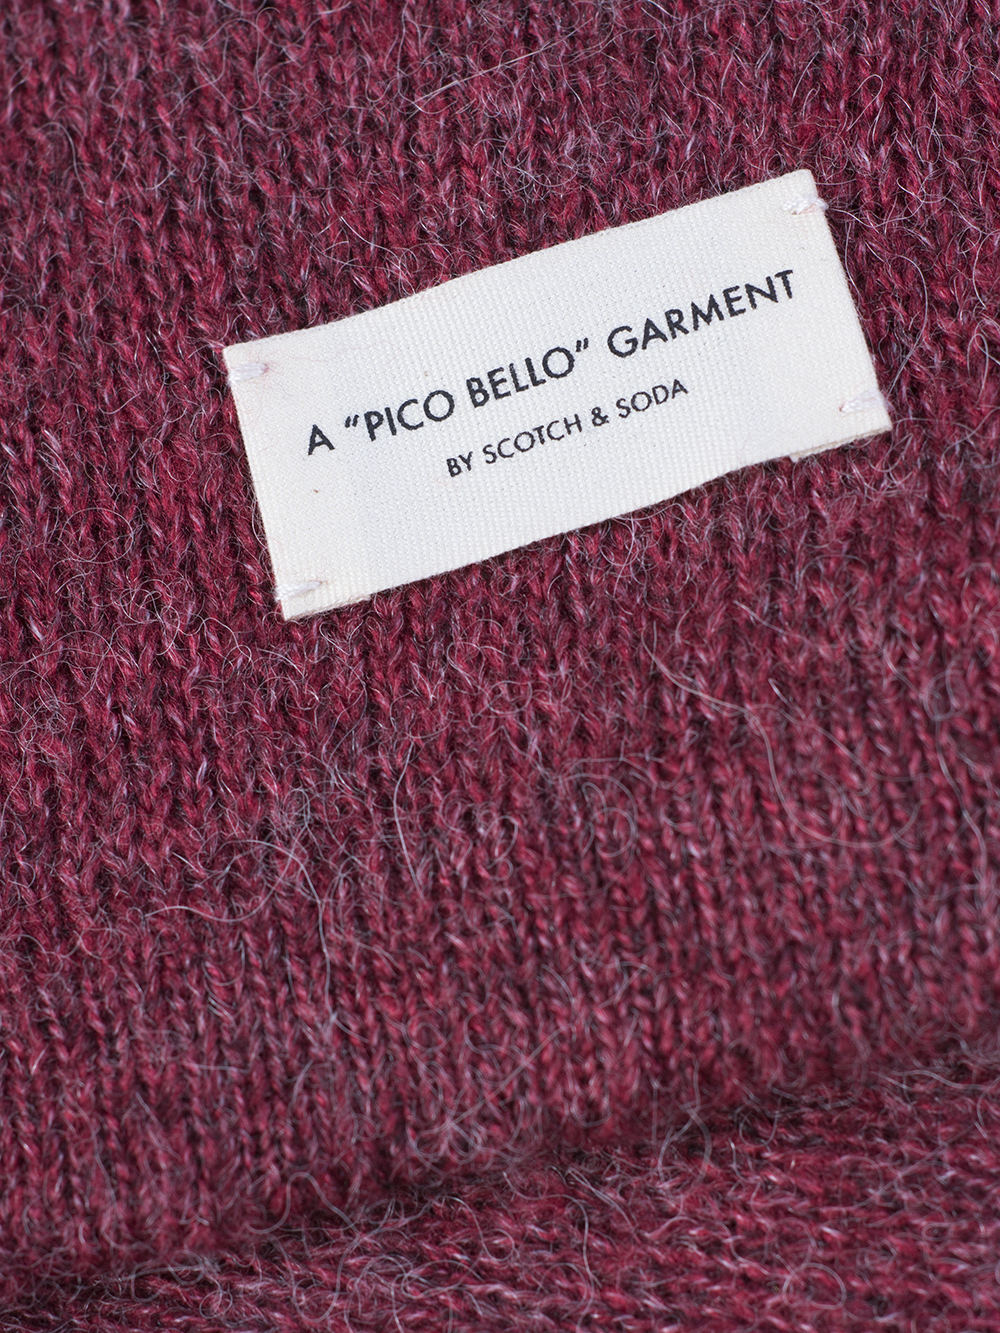 A “PICO BELLO” GARMENT
BY SCOTCH & SODA